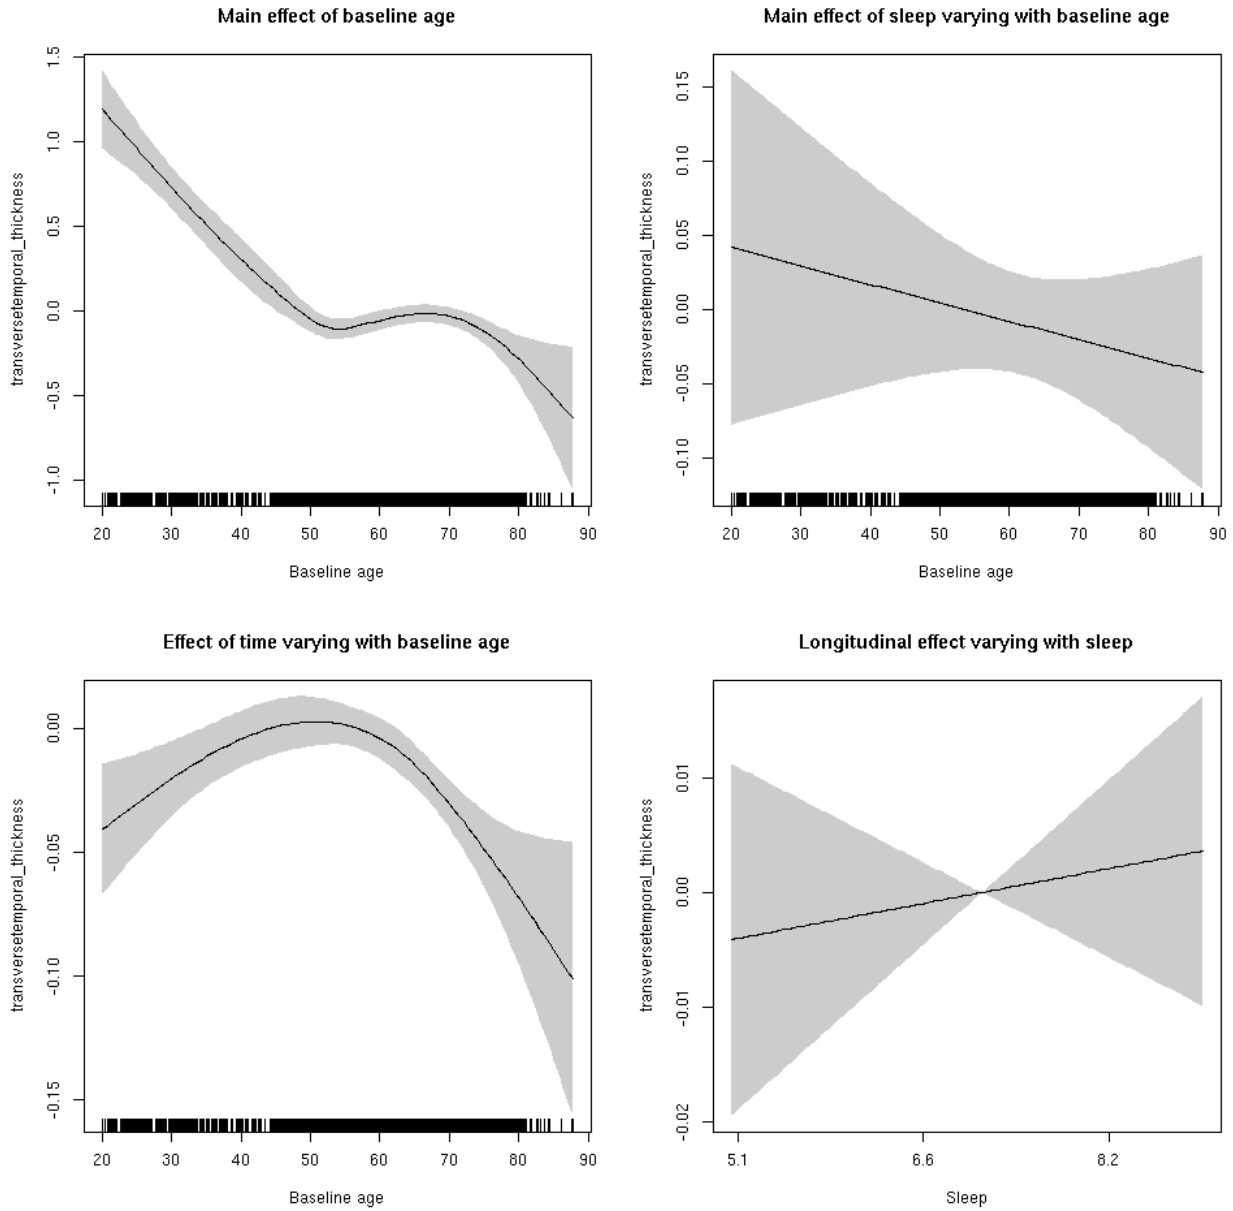 Main effect of baseline age
1.5
1.0
0.5
0.0
-0.5
-1.0
transversetemporal_thickness
20 30 40 50 60 70 80 90
Baseline age
Main effect of sleep varying with baseline age
0.15
0.10
0.05
0.00
-0.05
-0.10
transversetemporal_thickness
20 30 40 50 60 70 80 90
Baseline age
Effect of time varying with baseline age
0.00
-0.05
-0.10
-0.15
transversetemporal_thickness
20 30 40 50 60 70 80 90
Baseline age
Longitudinal effect varying with sleep
0.01
0.00
-0.01
-0.02
transversetemporal_thickness
5.1 6.6 8.2
Sleep